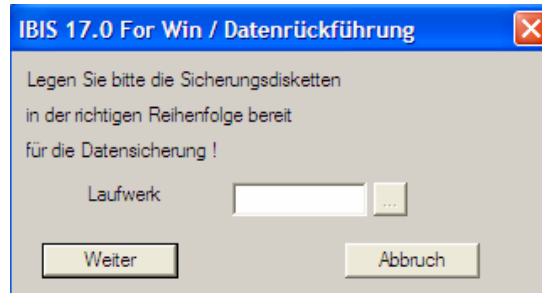 IBIS 17.0 For Win / Datenrückführung
Legen Sie bitte die Sicherungsdisketten
in der richtigen Reihenfolge bereit
für die Datensicherung !
Laufwerk ...
Weiter Abbruch